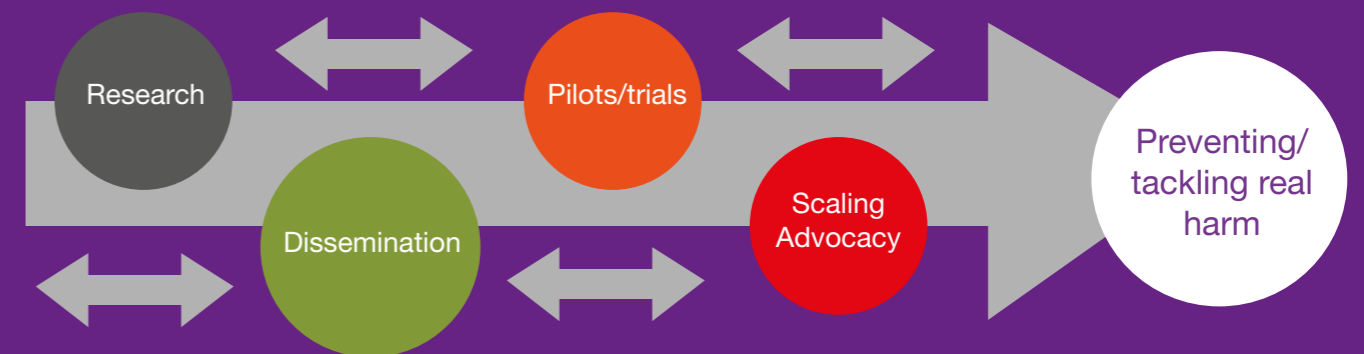 Research
Dissemination
Pilots/trials
Scaling
Advocacy
Preventing/
tackling real
harm